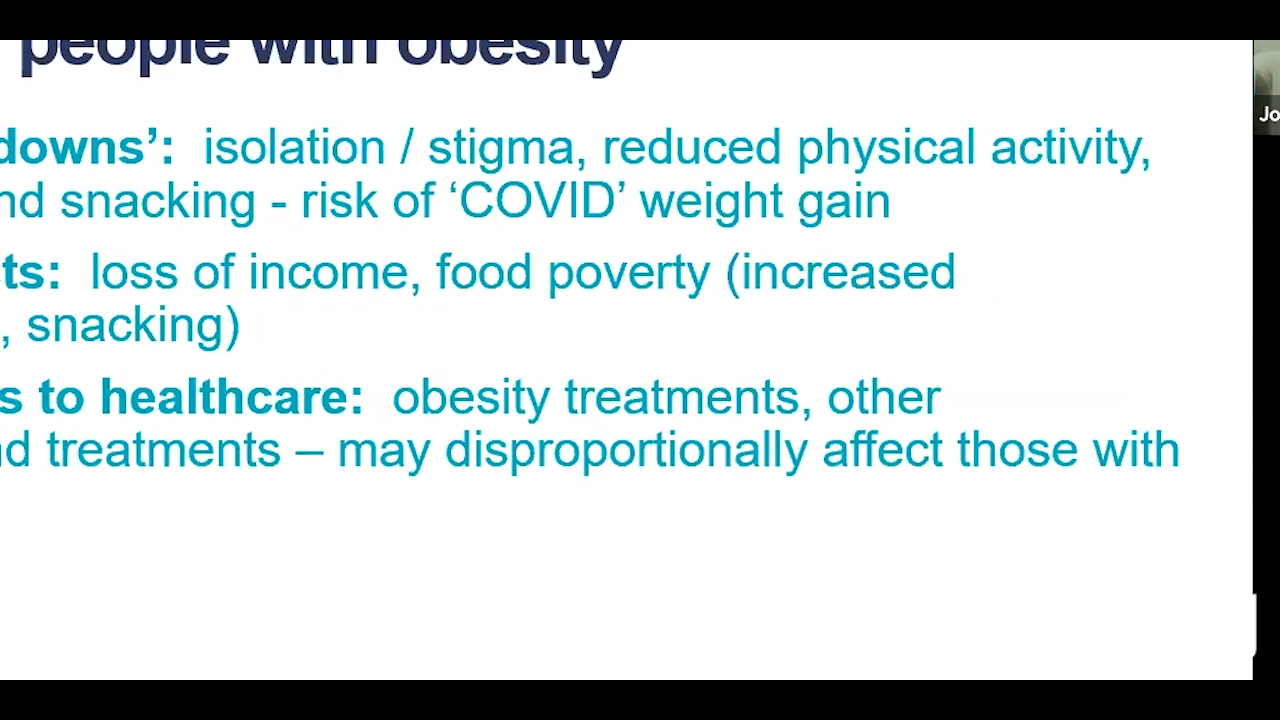 people with obesity
downs’: isolation / stigma, reduced physical activity,
nd snacking - risk of ‘COVID’ weight gain
ts: loss of income, food poverty (increased
, snacking)
s to healthcare: obesity treatments, other
d treatments – may disproportionally affect those with
Jo